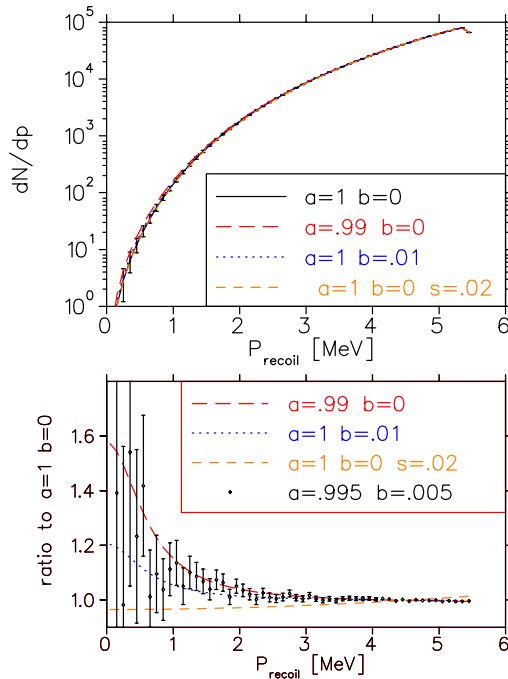 10^5
10^4
10^3
10^2
10^1
10^0
dN/dp
a=1 b=0
a=.99 b=0
a=1 b=.01
a=1 b=0 s=.02
0 1 2 3 4 5 6
P_recoil [MeV]
1.6
1.4
1.2
1.0
ratio to a=1 b=0
a=.99 b=0
a=1 b=.01
a=1 b=0 s=.02
a=.995 b=.005
0 1 2 3 4 5 6
P_recoil [MeV]